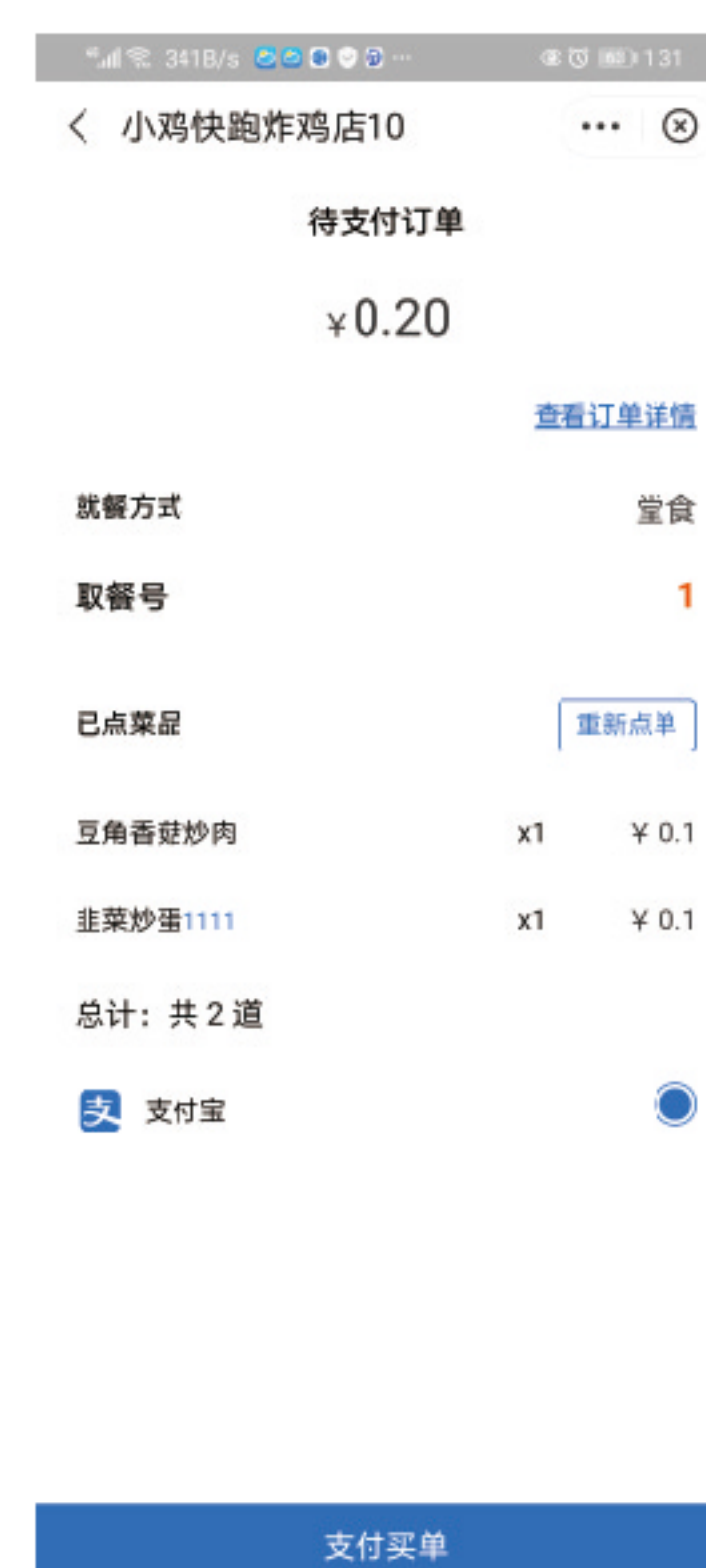 341B/s 1:31
小鸡快跑炸鸡店10
待支付订单
¥0.20
查看订单详情
就餐方式 堂食
取餐号 1
已点菜品 重新点单
豆角香菇炒肉 x1 ¥ 0.1
韭菜炒蛋1111 x1 ¥ 0.1
总计：共 2 道
支 支付宝
支付买单